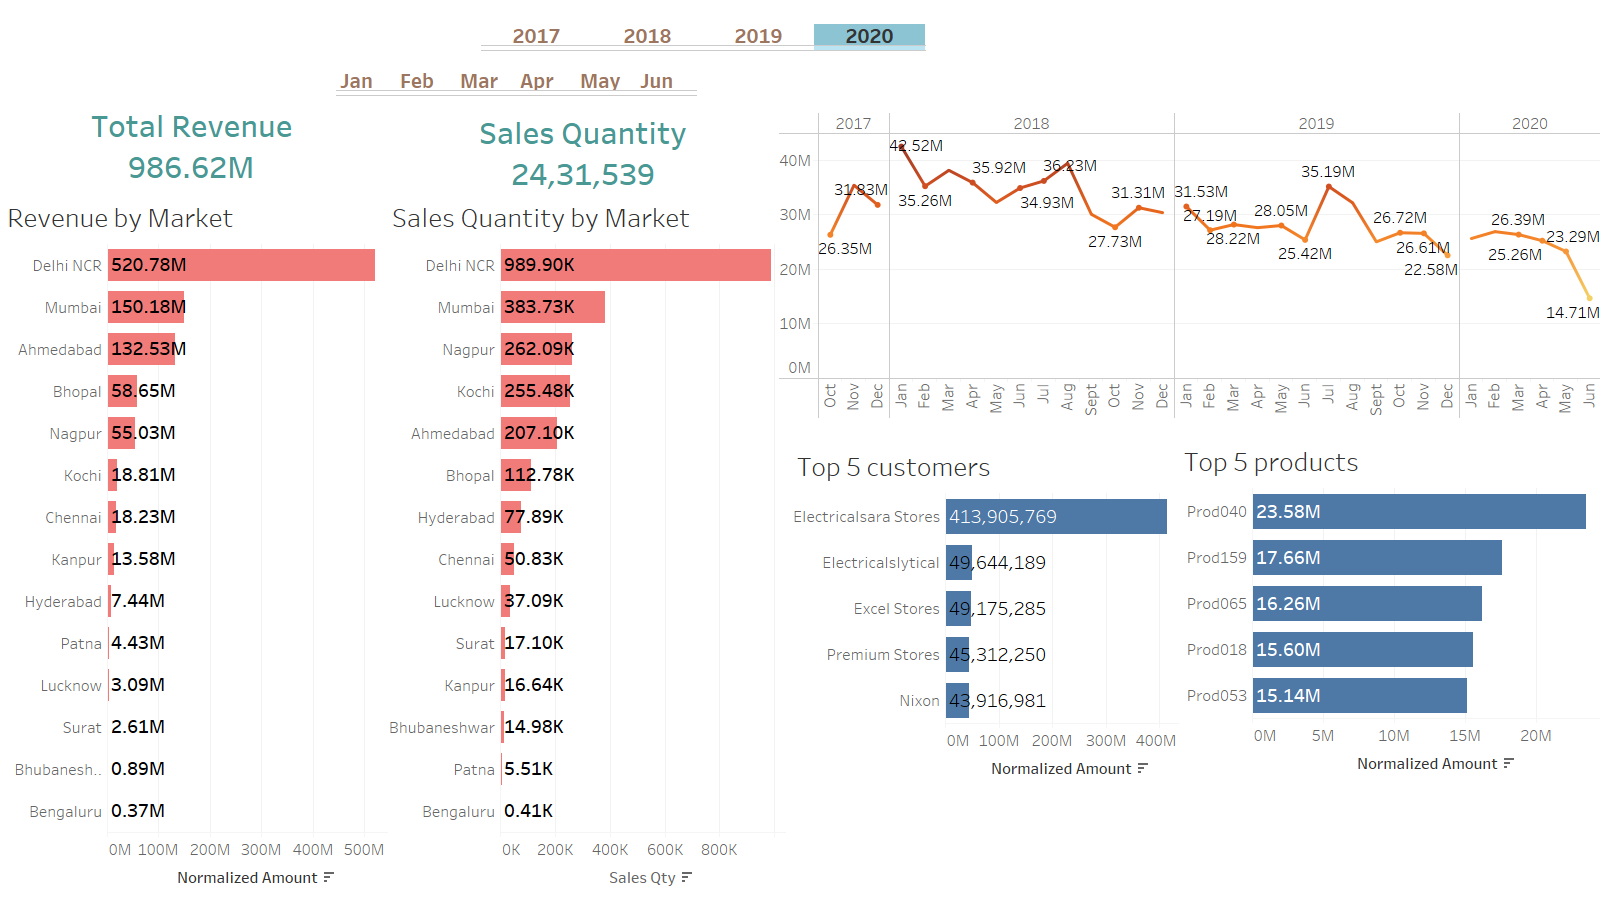 2017 2018 2019 2020
Jan Feb Mar Apr May Jun
Total Revenue
986.62M
Sales Quantity
24,31,539
Revenue by Market
Delhi NCR 520.78M
Mumbai 150.18M
Ahmedabad 132.53M
Bhopal 58.65M
Nagpur 55.03M
Kochi 18.81M
Chennai 18.23M
Kanpur 13.58M
Hyderabad 7.44M
Patna 4.43M
Lucknow 3.09M
Surat 2.61M
Bhubanesh.. 0.89M
Bengaluru 0.37M
0M 100M 200M 300M 400M 500M
Normalized Amount
Sales Quantity by Market
Delhi NCR 989.90K
Mumbai 383.73K
Nagpur 262.09K
Kochi 255.48K
Ahmedabad 207.10K
Bhopal 112.78K
Hyderabad 77.89K
Chennai 50.83K
Lucknow 37.09K
Surat 17.10K
Kanpur 16.64K
Bhubaneshwar 14.98K
Patna 5.51K
Bengaluru 0.41K
0K 200K 400K 600K 800K
Sales Qty
2017 2018 2019 2020
40M
30M
20M
10M
0M
26.35M 31.83M 42.52M 35.26M 35.92M 34.93M 36.23M 27.73M 31.31M 31.53M 27.19M 28.22M 28.05M 25.42M 35.19M 26.72M 26.61M 22.58M 26.39M 25.26M 23.29M 14.71M
Oct Nov Dec Jan Feb Mar Apr May Jun Jul Aug Sept Oct Nov Dec Jan Feb Mar Apr May Jun Jul Aug Sept Oct Nov Dec Jan Feb Mar Apr May Jun
Top 5 customers
Electricalsara Stores 413,905,769
Electricalslytical 49,644,189
Excel Stores 49,175,285
Premium Stores 45,312,250
Nixon 43,916,981
0M 100M 200M 300M 400M
Normalized Amount
Top 5 products
Prod040 23.58M
Prod159 17.66M
Prod065 16.26M
Prod018 15.60M
Prod053 15.14M
0M 5M 10M 15M 20M
Normalized Amount